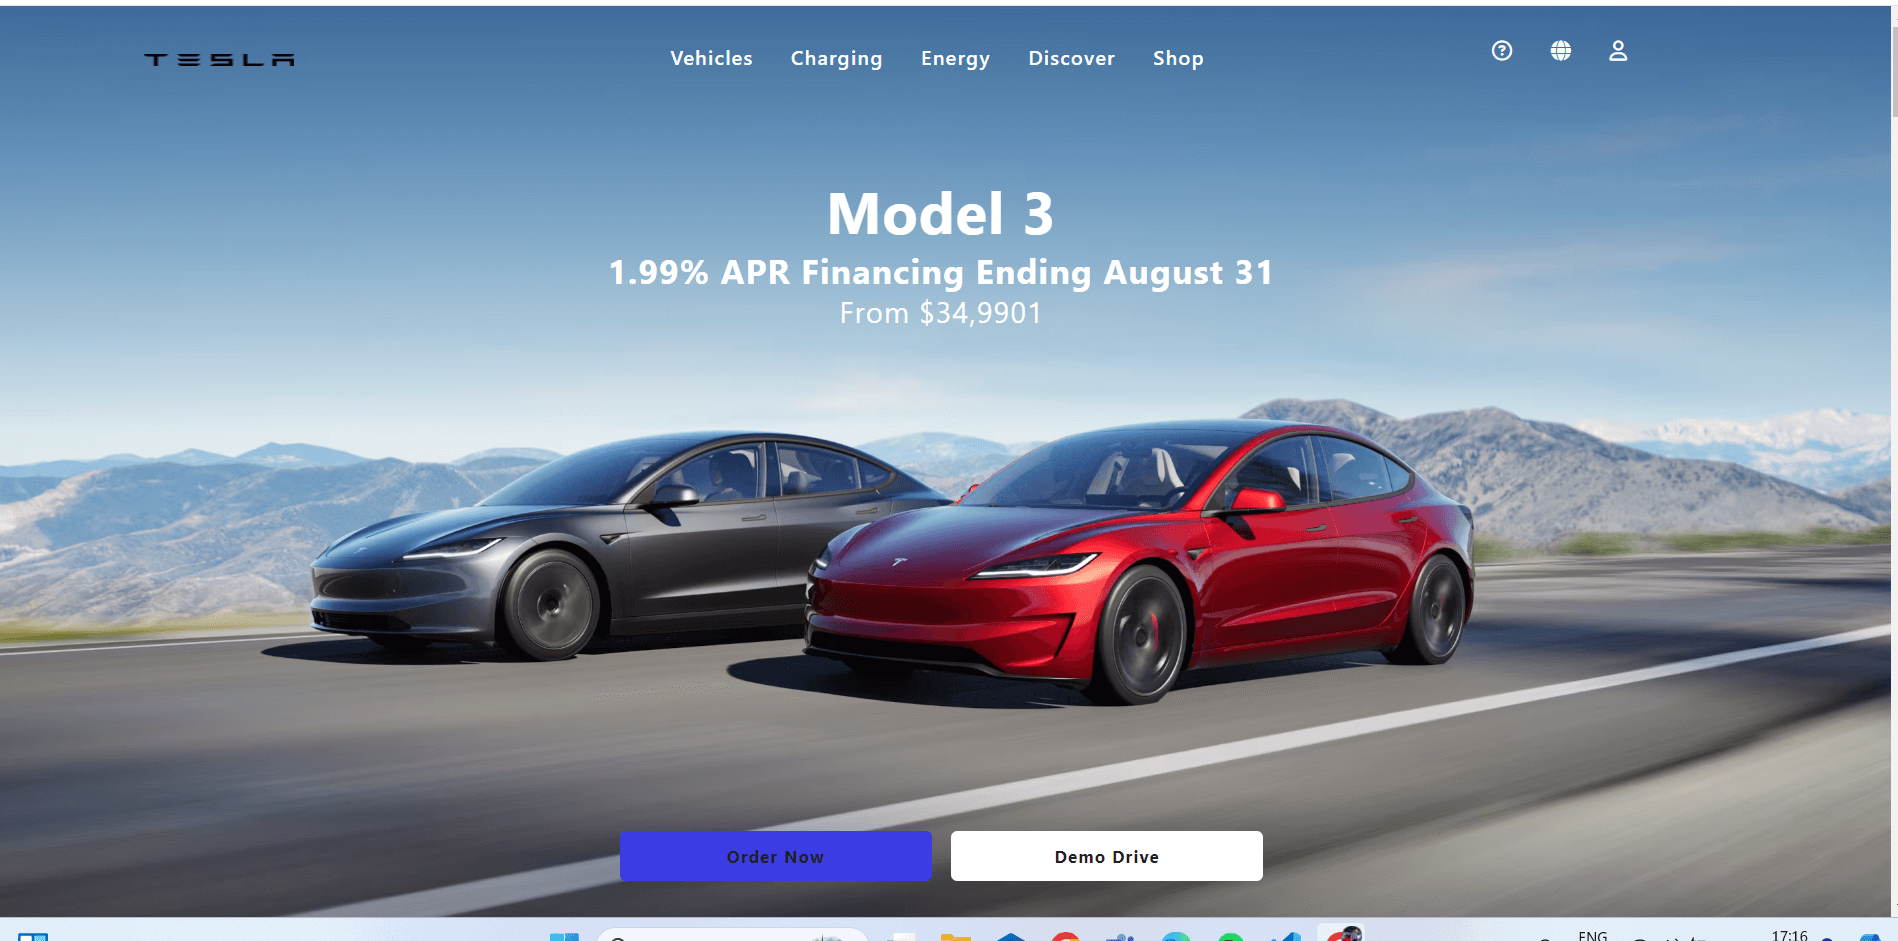 TESLA
Vehicles Charging Energy Discover Shop
Model 3
1.99% APR Financing Ending August 31
From $34,9901
Order Now
Demo Drive
ENG
17:16